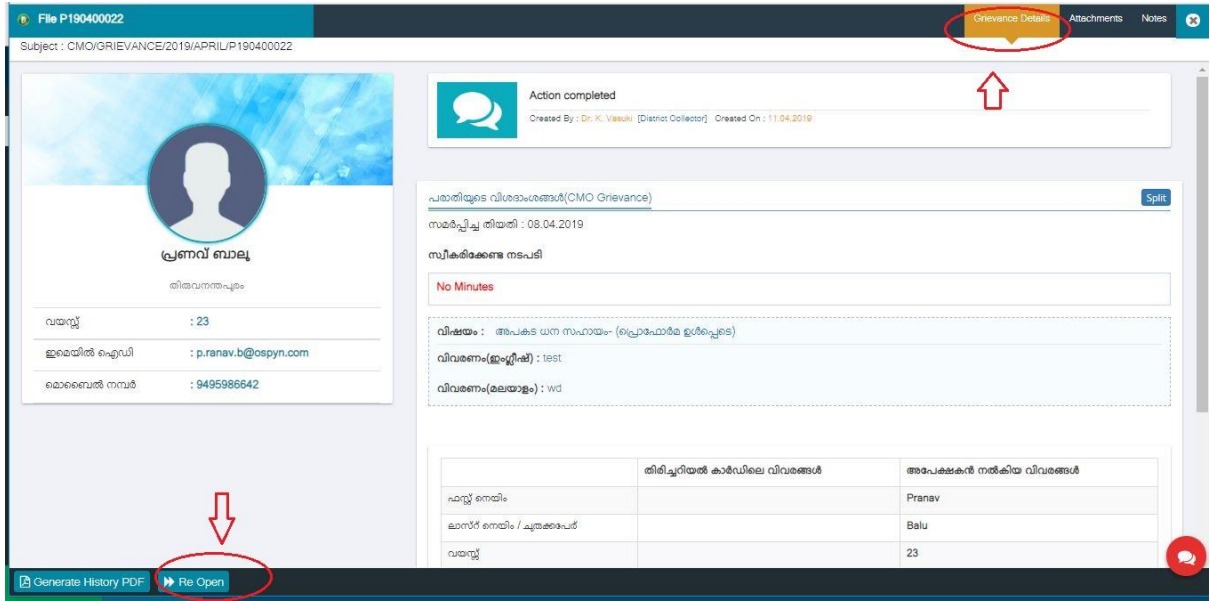 File P190400022
Grievance Details
Attachments
Notes
Subject : CMO/GRIEVANCE/2019/APRIL/P190400022
Action completed
Created By : Dr. K. Vasuki [District Collector] Created On : 11.04.2019
പ്രണവ് ബാലൂ
തിരുവനന്തപുരം
വയസ്സ് : 23
ഇമെയിൽ ഐഡി : p.ranav.b@ospyn.com
മൊബൈൽ നമ്പർ : 9495986642
പരാതിയുടെ വിശദാംശങ്ങൾ(CMO Grievance)
Split
സമർപ്പിച്ച തിയതി : 08.04.2019
സ്വീകരിക്കേണ്ട നടപടി
No Minutes
വിഷയം : അപകട ധന സഹായം- (പ്രൊഫോർമ ഉൾപ്പെടെ)
വിവരണം(ഇംഗ്ലീഷ്) : test
വിവരണം(മലയാളം) : wd
തിരിച്ചറിയൽ കാർഡിലെ വിവരങ്ങൾ
അപേക്ഷകൻ നൽകിയ വിവരങ്ങൾ
ഫസ്റ്റ് നെയിം
Pranav
ലാസ്റ്റ് നെയിം / ചുരുക്കപേര്
Balu
വയസ്സ്
23
Generate History PDF
Re Open